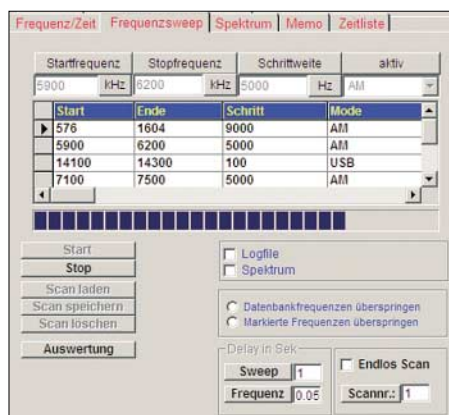 Frequenz/Zeit Frequenzsweep Spektrum Memo Zeitliste
Startfrequenz Stopfrequenz Schrittweite aktiv
5900 kHz 6200 kHz 5000 Hz AM
Start Ende Schritt Mode
576 1604 9000 AM
5900 6200 5000 AM
14100 14300 100 USB
7100 7500 5000 AM
Start
Stop
Scan laden
Scan speichern
Scan löschen
Auswertung
Logfile
Spektrum
Datenbankfrequenzen überspringen
Markierte Frequenzen überspringen
Delay in Sek
Sweep 1
Frequenz 0.05
Endlos Scan
Scannr.: 1